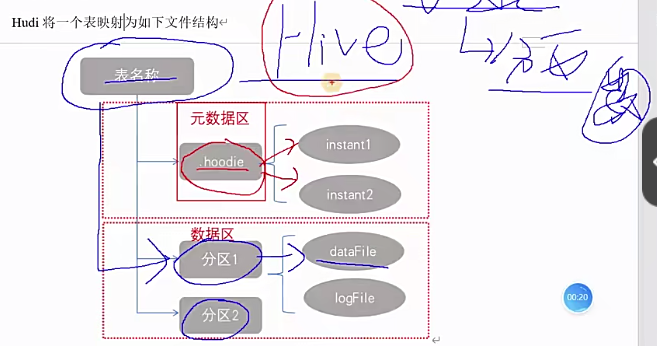 Hudi 将一个表映射为如下文件结构
Hive
分区
表名称
元数据区
.hoodie
instant1
instant2
数据区
分区1
dataFile
logFile
分区2
00:20